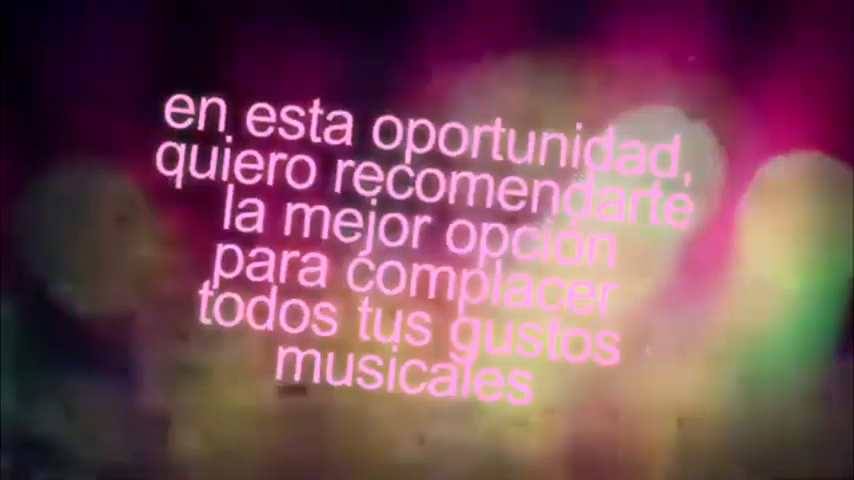 en esta oportunidad,
quiero recomendarte
la mejor opción
para complacer
todos tus gustos
musicales